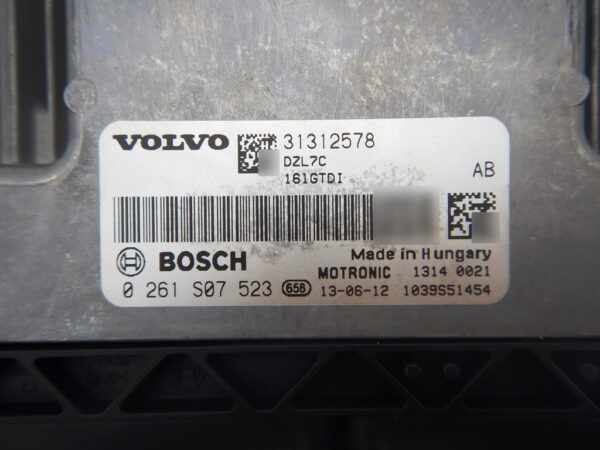 VOLVO 31312578
DZL7C
161GTDI
AB
BOSCH
Made in Hungary
MOTRONIC 1314 0021
0 261 S07 523 658 13-06-12 1039S51454